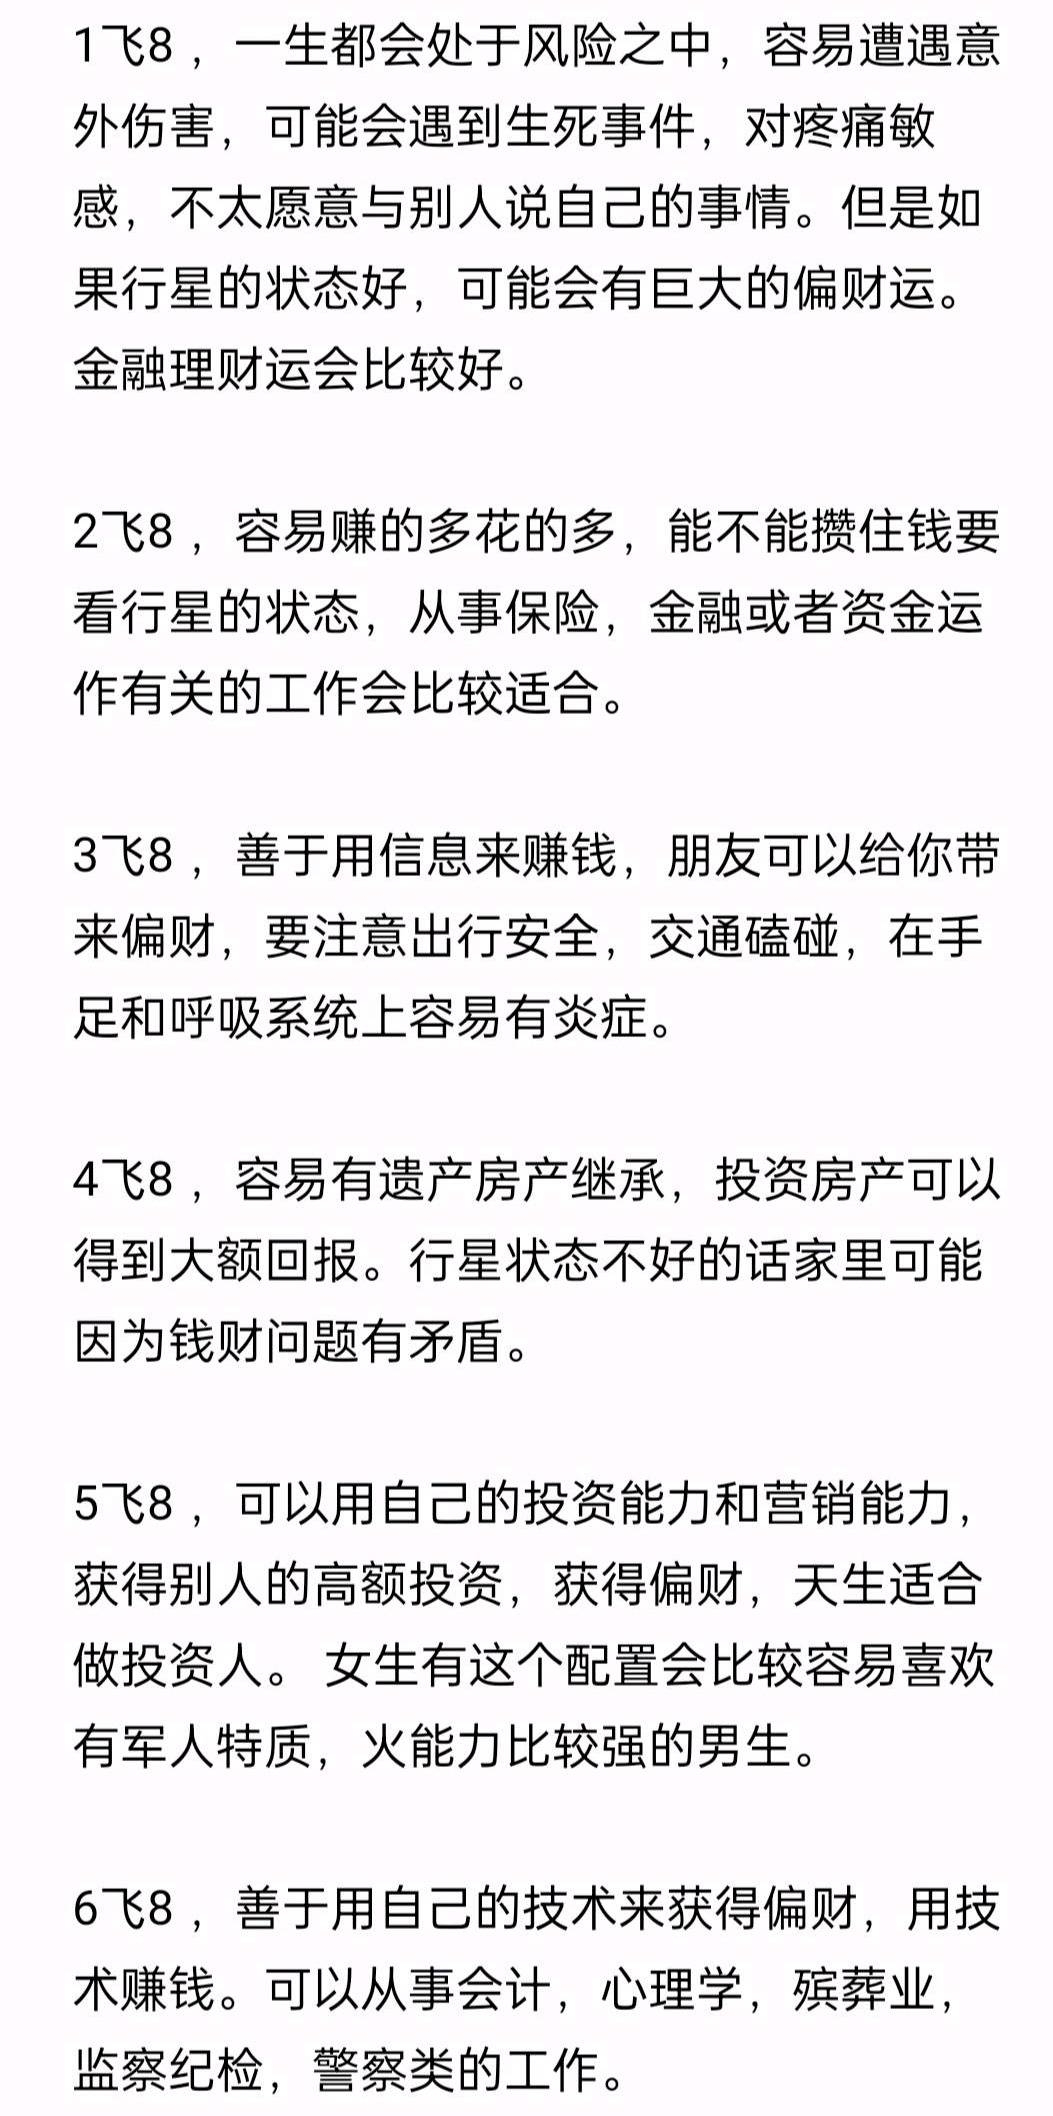 1飞8，一生都会处于风险之中，容易遭遇意
外伤害，可能会遇到生死事件，对疼痛敏
感，不太愿意与别人说自己的事情。但是如
果行星的状态好，可能会有巨大的偏财运。
金融理财运会比较好。
2飞8，容易赚的多花的多，能不能攒住钱要
看行星的状态，从事保险，金融或者资金运
作有关的工作会比较适合。
3飞8，善于用信息来赚钱，朋友可以给你带
来偏财，要注意出行安全，交通磕碰，在手
足和呼吸系统上容易有炎症。
4飞8，容易有遗产房产继承，投资房产可以
得到大额回报。行星状态不好的话家里可能
因为钱财问题有矛盾。
5飞8，可以用自己的投资能力和营销能力，
获得别人的高额投资，获得偏财，天生适合
做投资人。 女生有这个配置会比较容易喜欢
有军人特质，火能力比较强的男生。
6飞8，善于用自己的技术来获得偏财，用技
术赚钱。可以从事会计，心理学，殡葬业，
监察纪检，警察类的工作。